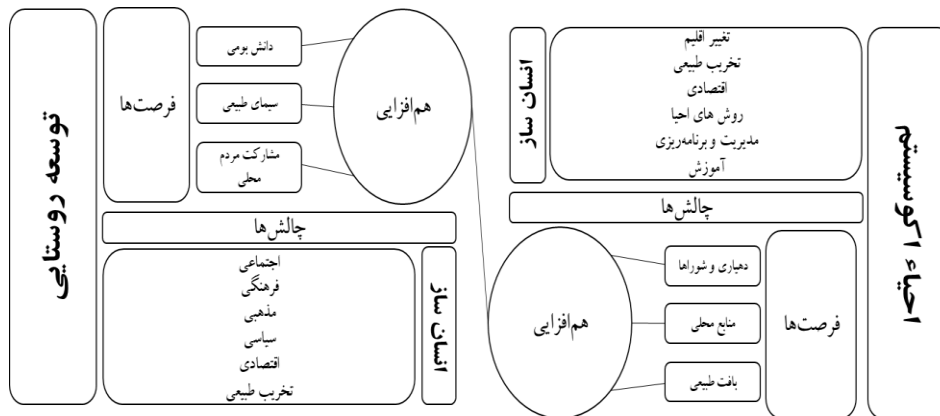 احیاء اکوسیستم
انسان ساز
تغییر اقلیم
تخریب طبیعی
اقتصادی
روش های احیا
مدیریت و برنامه‌ریزی
آموزش
چالش‌ها
فرصت‌ها
دهیاری و شوراها
منابع محلی
بافت طبیعی
هم‌افزایی
هم‌افزایی
دانش بومی
سیمای طبیعی
مشارکت مردم
محلی
فرصت‌ها
چالش‌ها
انسان ساز
اجتماعی
فرهنگی
مذهبی
سیاسی
اقتصادی
تخریب طبیعی
توسعه روستایی